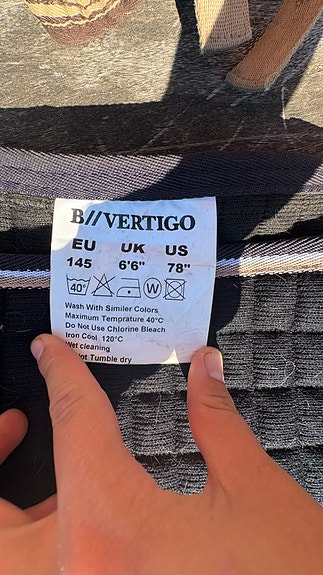 B//VERTIGO
EU UK US
145 6'6" 78"
40° W
Wash With Similer Colors
Maximum Temprature 40°C
Do Not Use Chlorine Bleach
Iron Cool 120°C
Wet cleaning
Not Tumble dry